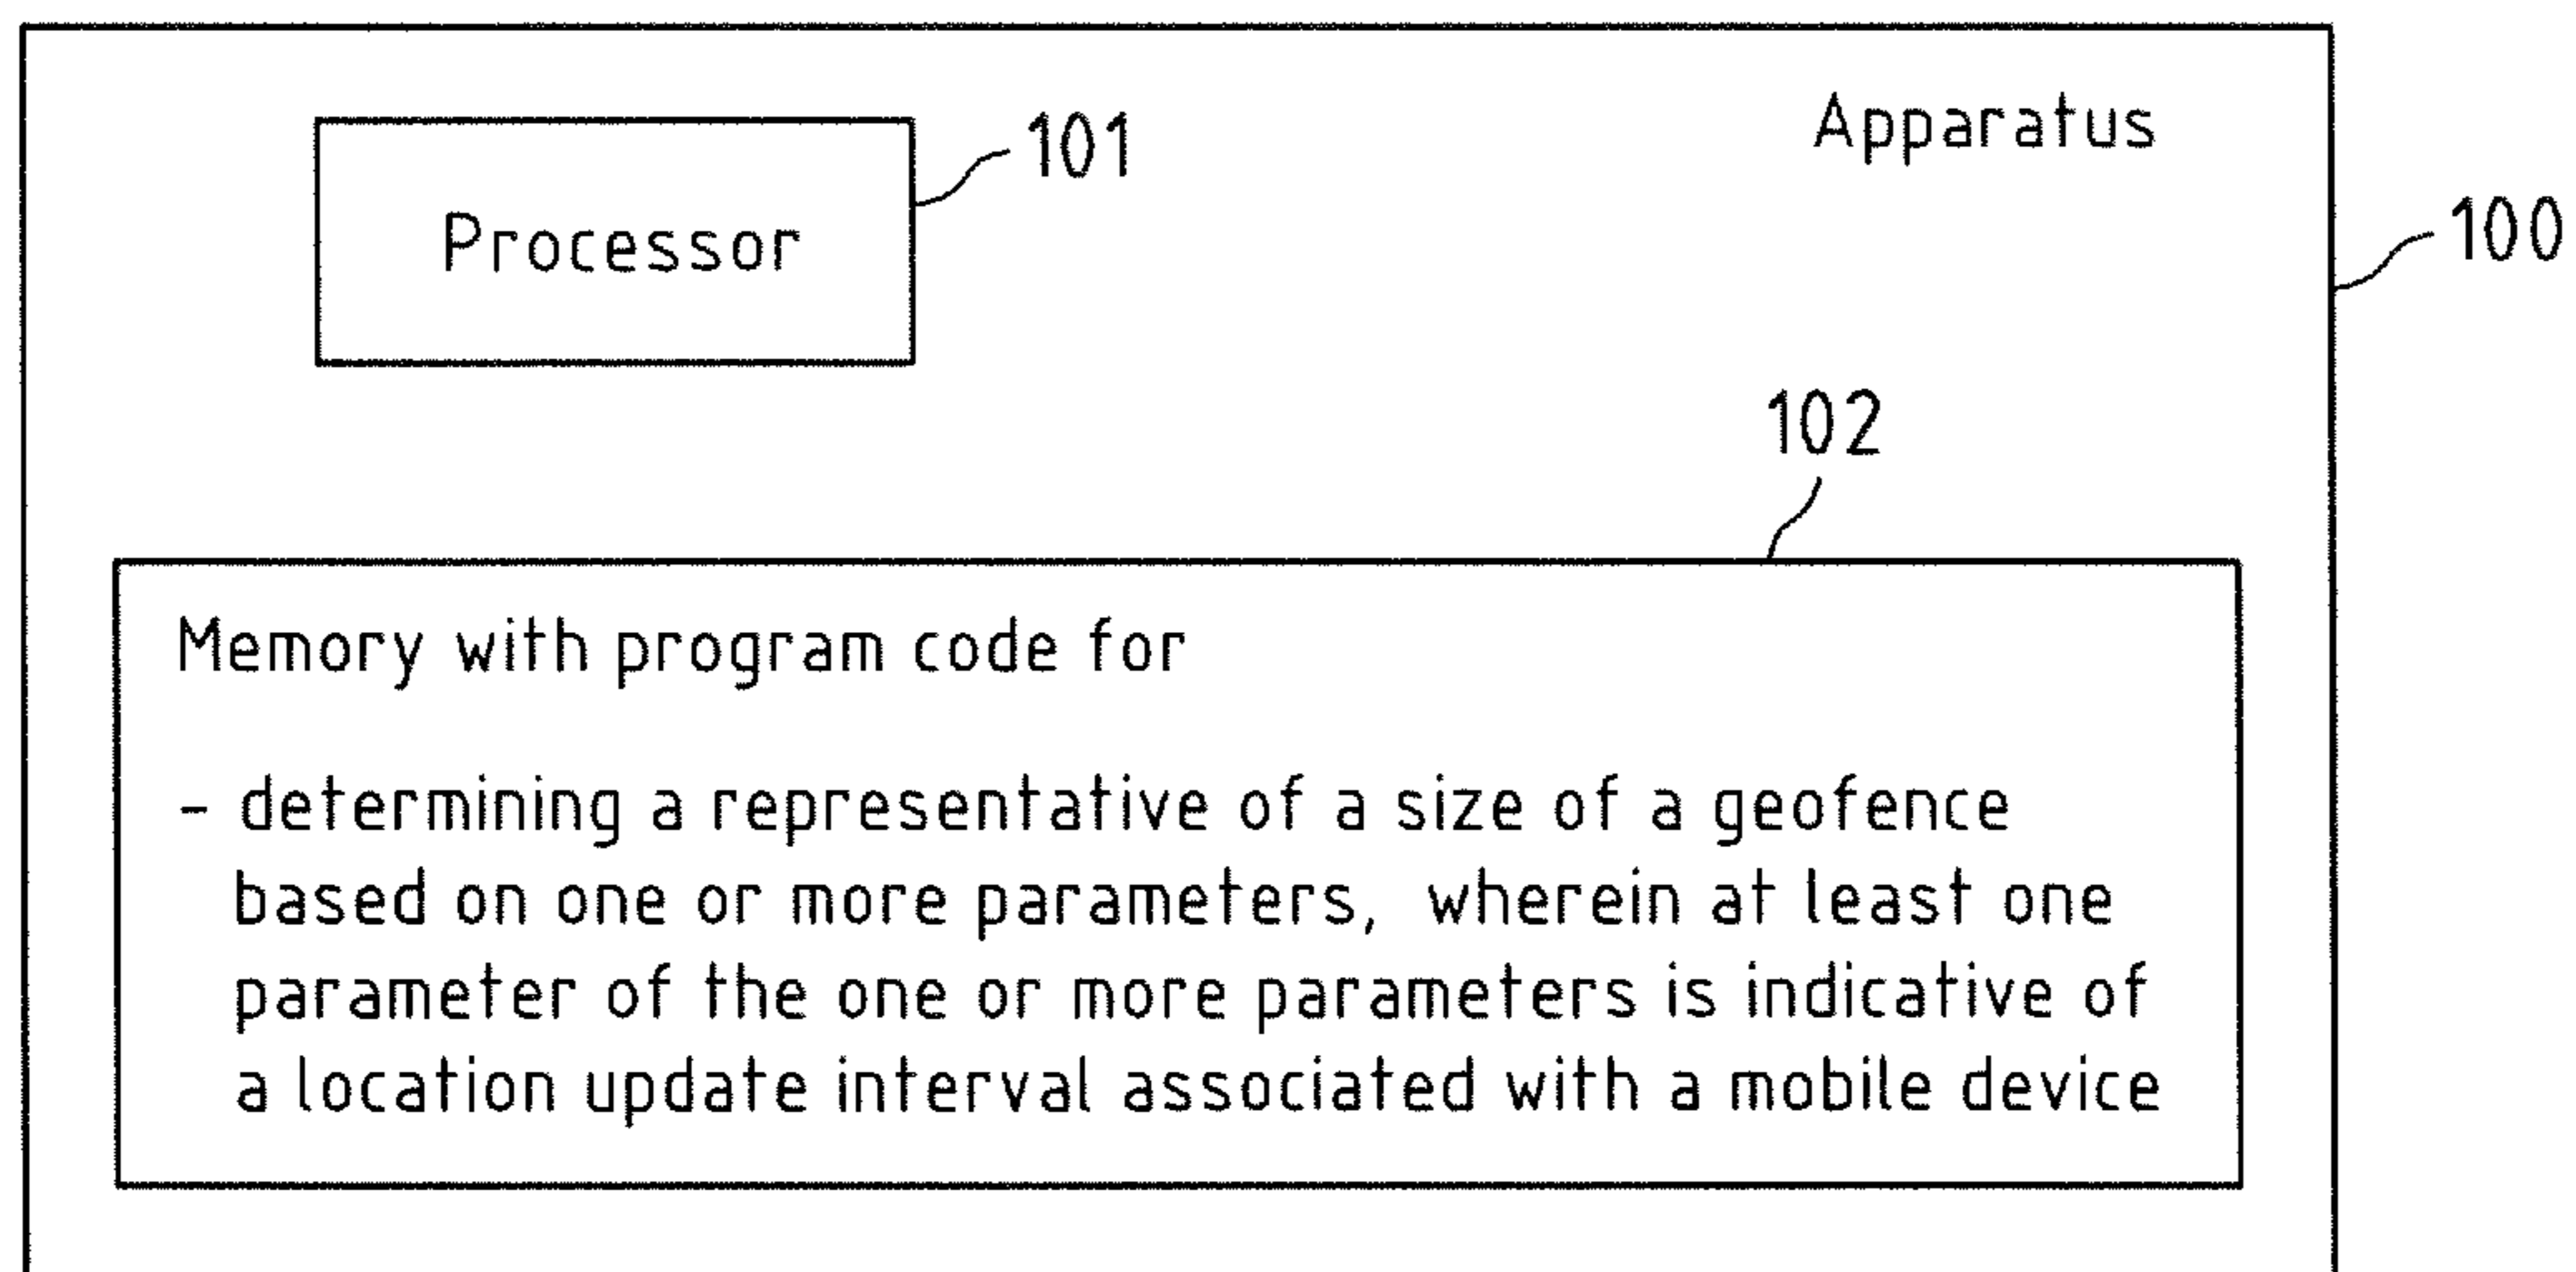 Apparatus
101
Processor
100
102
Memory with program code for
- determining a representative of a size of a geofence
based on one or more parameters, wherein at least one
parameter of the one or more parameters is indicative of
a location update interval associated with a mobile device